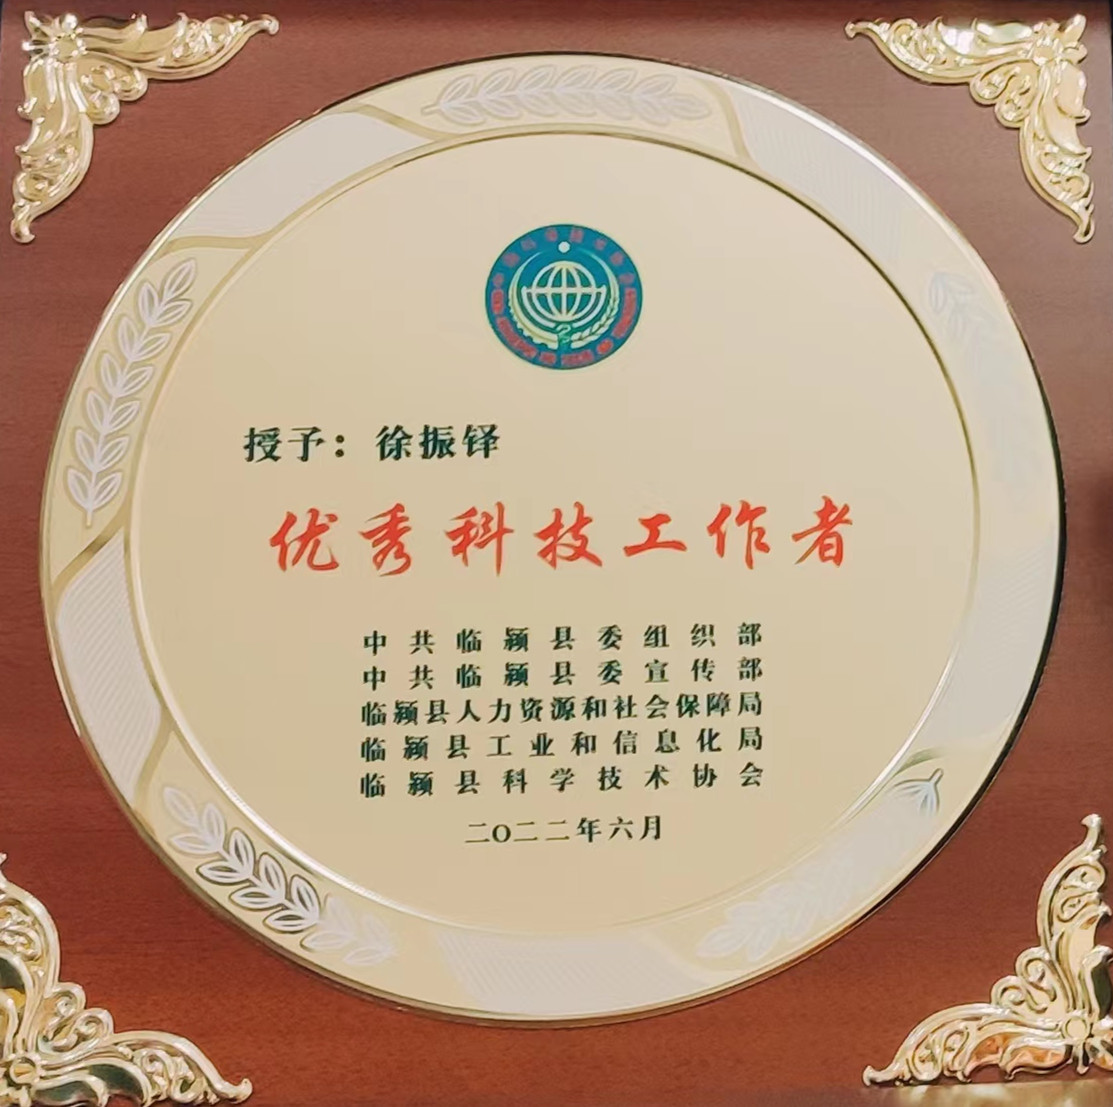 授予：徐振铎
优秀科技工作者
中共临颍县委组织部
中共临颍县委宣传部
临颍县人力资源和社会保障局
临颍县工业和信息化局
临颍县科学技术协会
二〇二二年六月